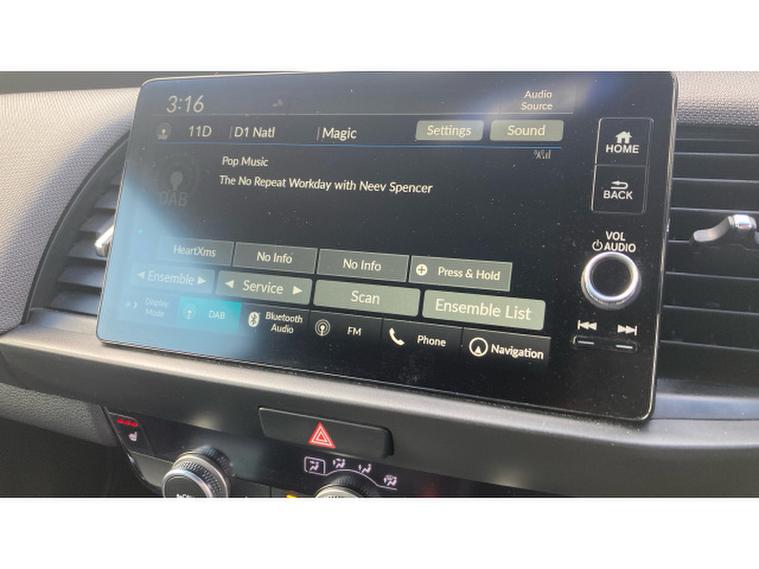 3:16
Audio
Source
11D D1 Natl Magic Settings Sound
Pop Music
The No Repeat Workday with Neev Spencer
DAB
HOME
BACK
VOL
AUDIO
HeartXms No Info No Info Press & Hold
Ensemble Service Scan Ensemble List
Display
Mode
DAB
Bluetooth
Audio
FM
Phone
Navigation